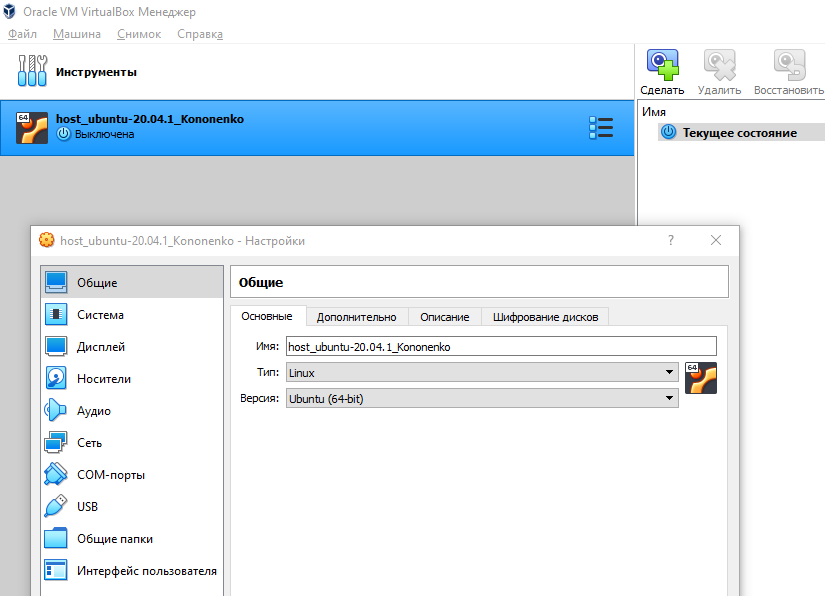 Oracle VM VirtualBox Менеджер
Файл Машина Снимок Справка
Инструменты
Сделать Удалить Восстановить
64
host_ubuntu-20.04.1_Kononenko
Выключена
Имя
Текущее состояние
host_ubuntu-20.04.1_Kononenko - Настройки ?
Общие
Система
Дисплей
Носители
Аудио
Сеть
COM-порты
USB
Общие папки
Интерфейс пользователя
Общие
Основные Дополнительно Описание Шифрование дисков
Имя: host_ubuntu-20.04.1_Kononenko
Тип: Linux
64
Версия: Ubuntu (64-bit)